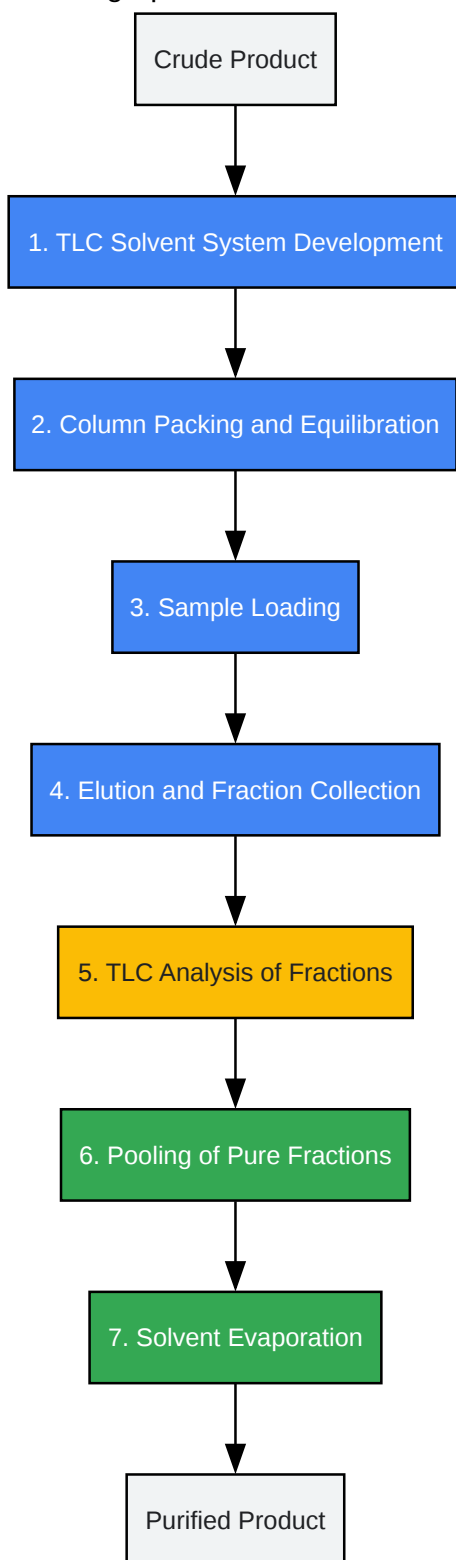 Crude Product
1. TLC Solvent System Development
2. Column Packing and Equilibration
3. Sample Loading
4. Elution and Fraction Collection
5. TLC Analysis of Fractions
6. Pooling of Pure Fractions
7. Solvent Evaporation
Purified Product